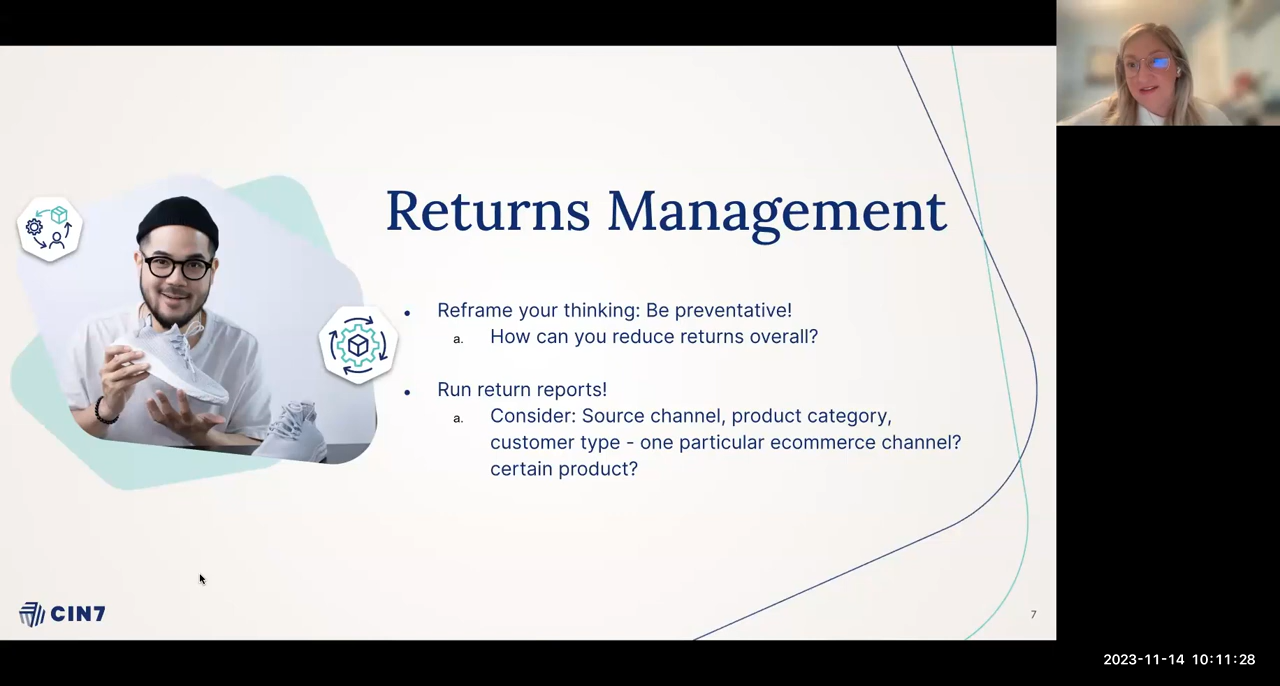 Returns Management
• Reframe your thinking: Be preventative!
a. How can you reduce returns overall?
• Run return reports!
a. Consider: Source channel, product category,
customer type - one particular ecommerce channel?
certain product?
CIN7
7
2023-11-14 10:11:28